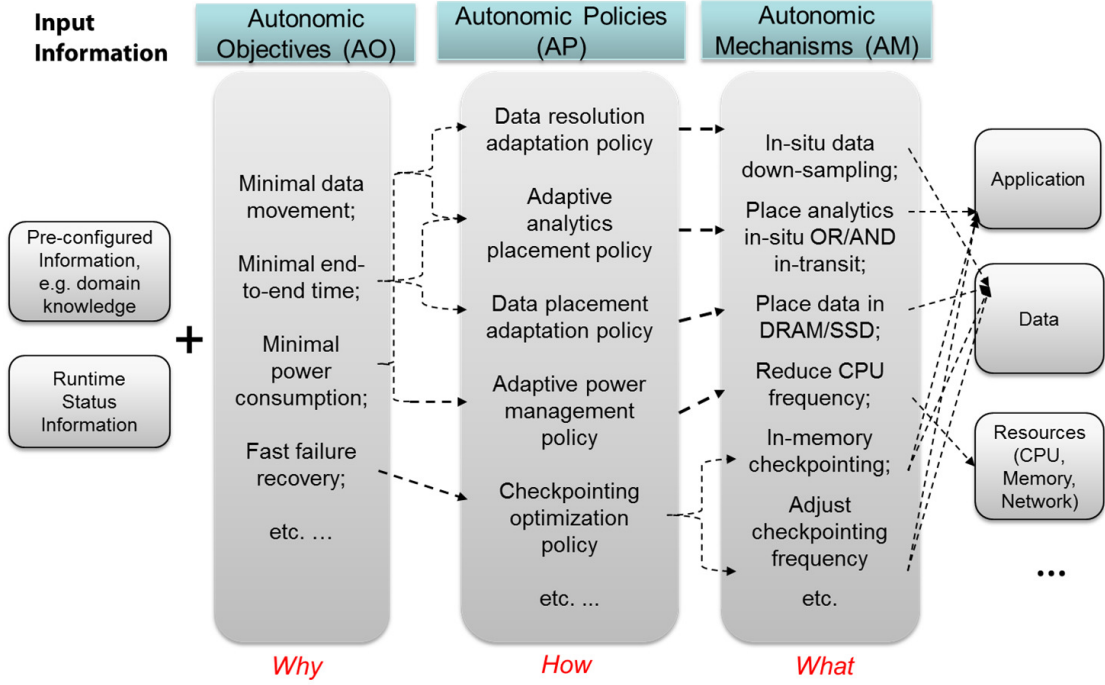 Input
Information
Autonomic
Objectives (AO)
Autonomic Policies
(AP)
Autonomic
Mechanisms (AM)
Pre-configured
Information,
e.g. domain
knowledge
+
Runtime
Status
Information
Minimal data
movement;
Minimal end-
to-end time;
Minimal
power
consumption;
Fast failure
recovery;
etc. …
Why
Data resolution
adaptation policy
Adaptive
analytics
placement policy
Data placement
adaptation policy
Adaptive power
management
policy
Checkpointing
optimization
policy
etc. ...
How
In-situ data
down-sampling;
Place analytics
in-situ OR/AND
in-transit;
Place data in
DRAM/SSD;
Reduce CPU
frequency;
In-memory
checkpointing;
Adjust
checkpointing
frequency
etc.
What
Application
Data
Resources
(CPU,
Memory,
Network)
...